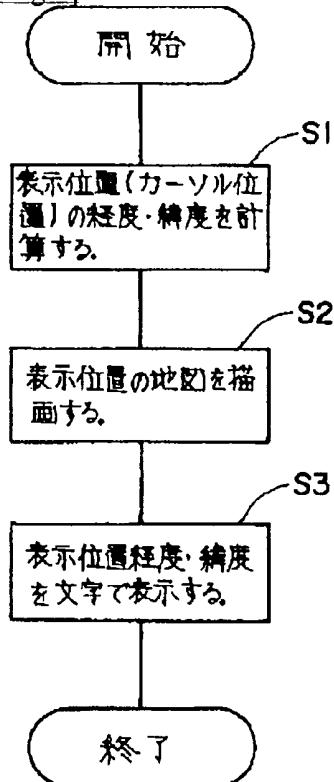 開始
S1
表示位置(カーソル位
置)の経度・緯度を計
算する。
S2
表示位置の地図を描
画する。
S3
表示位置経度・緯度
を文字で表示する。
終了